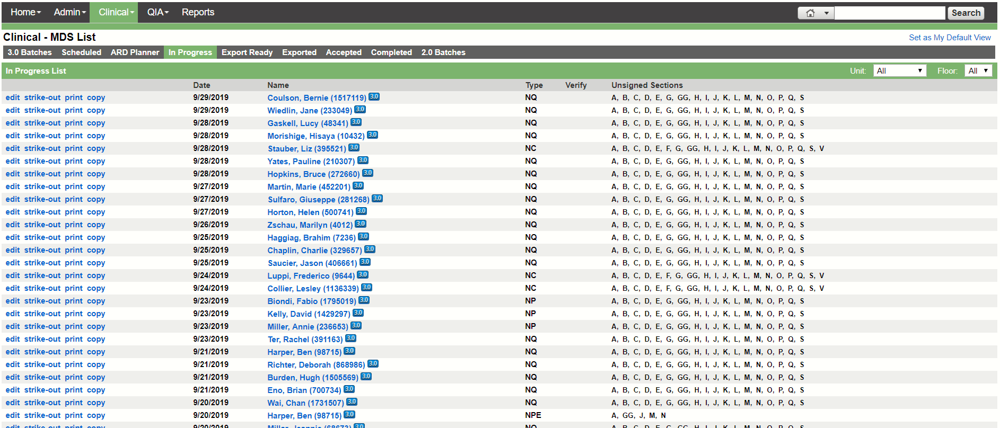 Home Admin Clinical QIA Reports Search
Clinical - MDS List
Set as My Default View
3.0 Batches Scheduled ARD Planner In Progress Export Ready Exported Accepted Completed 2.0 Batches
In Progress List Unit: All Floor: All
Date Name Type Verify Unsigned Sections
edit strike-out print copy 9/29/2019 Coulson, Bernie (1517119) 3.0 NQ A, B, C, D, E, G, GG, H, I, J, K, L, M, N, O, P, Q, S
edit strike-out print copy 9/29/2019 Wiedlin, Jane (233049) 3.0 NQ A, B, C, D, E, G, GG, H, I, J, K, L, M, N, O, P, Q, S
edit strike-out print copy 9/28/2019 Gaskell, Lucy (48341) 3.0 NQ A, B, C, D, E, G, GG, H, I, J, K, L, M, N, O, P, Q, S
edit strike-out print copy 9/28/2019 Morishige, Hisaya (10432) 3.0 NQ A, B, C, D, E, G, GG, H, I, J, K, L, M, N, O, P, Q, S
edit strike-out print copy 9/28/2019 Stauber, Liz (395521) 3.0 NC A, B, C, D, E, F, G, GG, H, I, J, K, L, M, N, O, P, Q, S, V
edit strike-out print copy 9/28/2019 Yates, Pauline (210307) 3.0 NQ A, B, C, D, E, G, GG, H, I, J, K, L, M, N, O, P, Q, S
edit strike-out print copy 9/28/2019 Hopkins, Bruce (272660) 3.0 NQ A, B, C, D, E, G, GG, H, I, J, K, L, M, N, O, P, Q, S
edit strike-out print copy 9/27/2019 Martin, Marie (452201) 3.0 NQ A, B, C, D, E, G, GG, H, I, J, K, L, M, N, O, P, Q, S
edit strike-out print copy 9/27/2019 Sulfaro, Giuseppe (281268) 3.0 NQ A, B, C, D, E, G, GG, H, I, J, K, L, M, N, O, P, Q, S
edit strike-out print copy 9/27/2019 Horton, Helen (500741) 3.0 NQ A, B, C, D, E, G, GG, H, I, J, K, L, M, N, O, P, Q, S
edit strike-out print copy 9/26/2019 Zschau, Marilyn (4012) 3.0 NQ A, B, C, D, E, G, GG, H, I, J, K, L, M, N, O, P, Q, S
edit strike-out print copy 9/25/2019 Haggiag, Brahim (7236) 3.0 NQ A, B, C, D, E, G, GG, H, I, J, K, L, M, N, O, P, Q, S
edit strike-out print copy 9/25/2019 Chaplin, Charlie (329657) 3.0 NQ A, B, C, D, E, G, GG, H, I, J, K, L, M, N, O, P, Q, S
edit strike-out print copy 9/25/2019 Saucier, Jason (406661) 3.0 NQ A, B, C, D, E, G, GG, H, I, J, K, L, M, N, O, P, Q, S
edit strike-out print copy 9/24/2019 Luppi, Frederico (9644) 3.0 NC A, B, C, D, E, F, G, GG, H, I, J, K, L, M, N, O, P, Q, S, V
edit strike-out print copy 9/24/2019 Collier, Lesley (1136339) 3.0 NC A, B, C, D, E, F, G, GG, H, I, J, K, L, M, N, O, P, Q, S, V
edit strike-out print copy 9/23/2019 Biondi, Fabio (1795019) 3.0 NP A, B, C, D, E, G, GG, H, I, J, K, L, M, N, O, P, Q, S
edit strike-out print copy 9/23/2019 Kelly, David (1429297) 3.0 NP A, B, C, D, E, G, GG, H, I, J, K, L, M, N, O, P, Q, S
edit strike-out print copy 9/23/2019 Miller, Annie (236653) 3.0 NP A, B, C, D, E, G, GG, H, I, J, K, L, M, N, O, P, Q, S
edit strike-out print copy 9/23/2019 Ter, Rachel (391163) 3.0 NQ A, B, C, D, E, G, GG, H, I, J, K, L, M, N, O, P, Q, S
edit strike-out print copy 9/21/2019 Harper, Ben (98715) 3.0 NQ A, B, C, D, E, G, GG, H, I, J, K, L, M, N, O, P, Q, S
edit strike-out print copy 9/21/2019 Richter, Deborah (868986) 3.0 NQ A, B, C, D, E, G, GG, H, I, J, K, L, M, N, O, P, Q, S
edit strike-out print copy 9/21/2019 Burden, Hugh (1505569) 3.0 NQ A, B, C, D, E, G, GG, H, I, J, K, L, M, N, O, P, Q, S
edit strike-out print copy 9/21/2019 Eno, Brian (700734) 3.0 NQ A, B, C, D, E, G, GG, H, I, J, K, L, M, N, O, P, Q, S
edit strike-out print copy 9/20/2019 Wai, Chan (1731507) 3.0 NQ A, B, C, D, E, G, GG, H, I, J, K, L, M, N, O, P, Q, S
edit strike-out print copy 9/20/2019 Harper, Ben (98715) 3.0 NPE A, GG, J, M, N
edit strike-out print copy 9/20/2019 Miller, Jeannie (68673) 3.0 NQ A, B, C, D, E, G, GG, H, I, J, K, L, M, N, O, P, Q, S